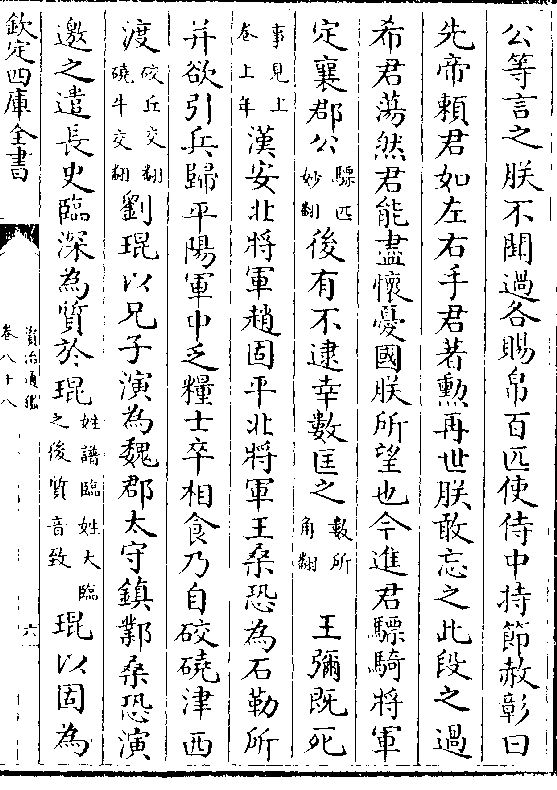 公等言之朕不聞過各賜帛百匹使侍中持節赦彰曰
先帝賴君如左右手君著勲再世朕敢忘之此段之過
希君蕩然君能盡懷憂國朕所望也今進君驃騎將軍
定襄郡公驃匹妙翻後有不逮幸數匡之數所角翻 王彌既死
事見上卷上年漢安北將軍趙固平北將軍王桑恐為石勒所
并欲引兵歸平陽軍中乏糧士卒相食乃自硤磽津西
渡硤丘交翻磽牛交翻劉琨以兄子演為魏郡太守鎮鄴桑恐演
邀之遣長史臨深為質於琨姓譜臨姓大臨之後質音致 琨以固為
欽定四庫全書
資治通鑑
卷八十八
六